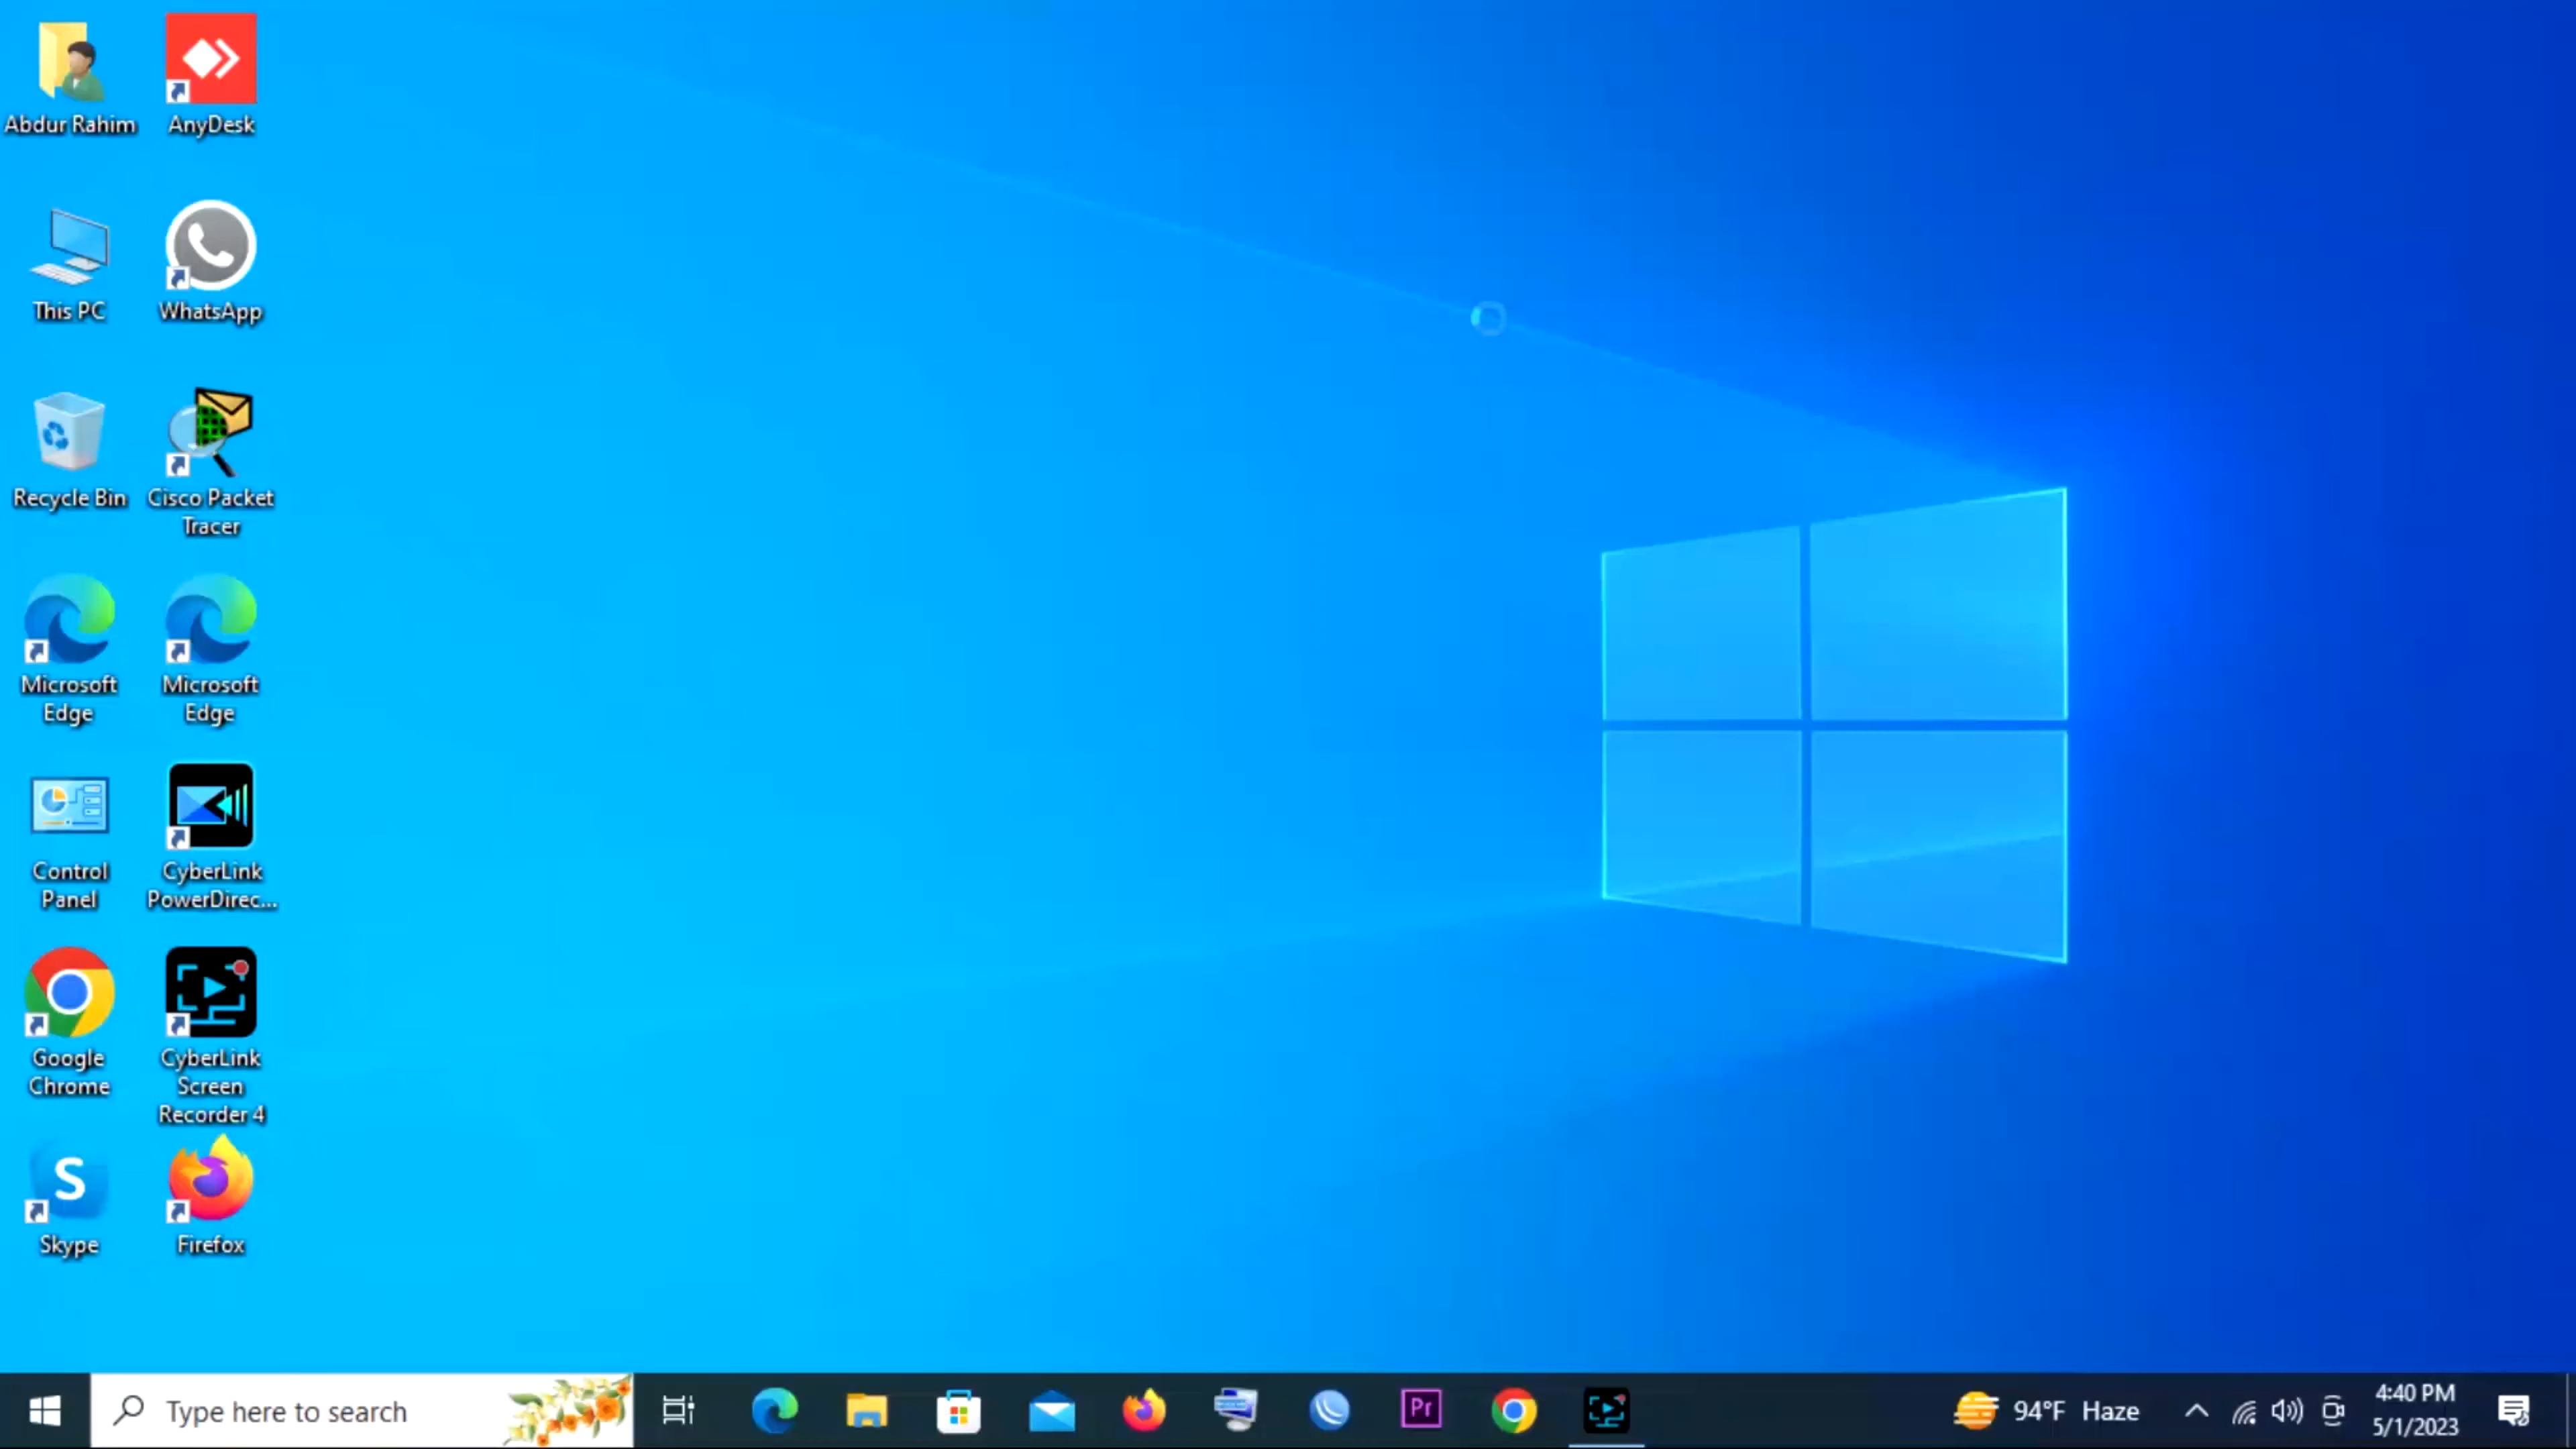 Abdur Rahim
AnyDesk
This PC
WhatsApp
Recycle Bin
Cisco Packet
Tracer
Microsoft
Edge
Microsoft
Edge
Control
Panel
CyberLink
PowerDirec...
Google
Chrome
CyberLink
Screen
Recorder 4
S
Skype
Firefox
Type here to search
Pr
94°F Haze
4:40 PM
5/1/2023